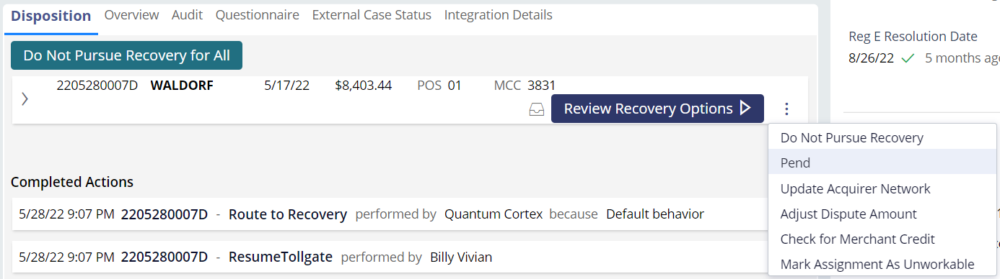 Disposition Overview Audit Questionnaire External Case Status Integration Details
Reg E Resolution Date
8/26/22 5 months ago
Do Not Pursue Recovery for All
2205280007D WALDORF 5/17/22 $8,403.44 POS 01 MCC 3831
Review Recovery Options
Do Not Pursue Recovery
Pend
Update Acquirer Network
Adjust Dispute Amount
Check for Merchant Credit
Mark Assignment As Unworkable
Completed Actions
5/28/22 9:07 PM 2205280007D - Route to Recovery performed by Quantum Cortex because Default behavior
5/28/22 9:07 PM 2205280007D - ResumeTollgate performed by Billy Vivian